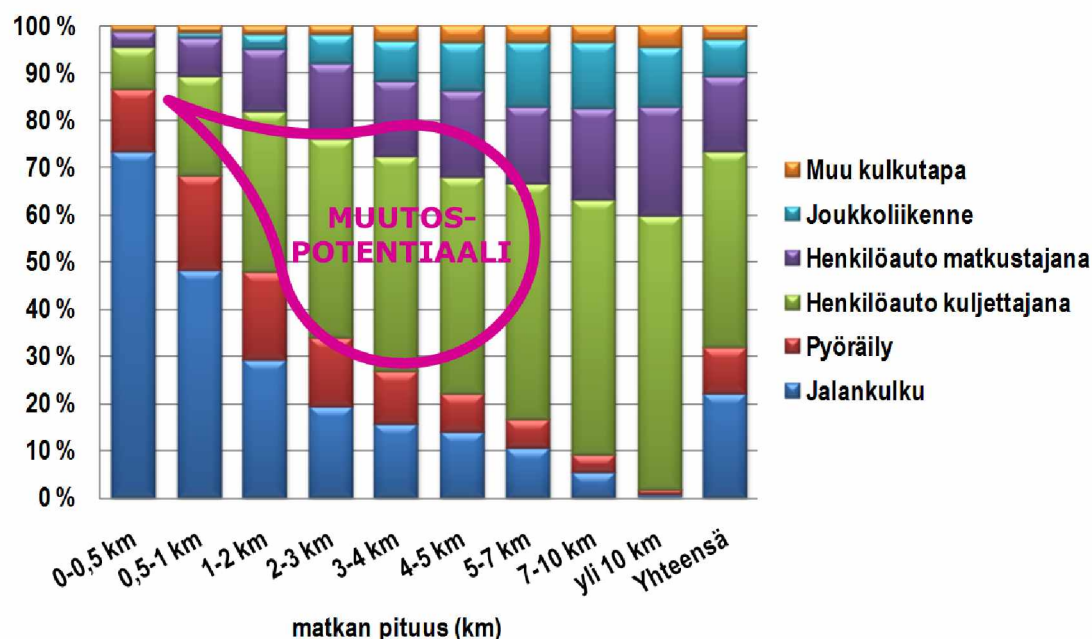 100 %
90 %
80 %
70 %
60 %
50 %
40 %
30 %
20 %
10 %
0 %
MUUTOS-
POTENTIAALI
Muu kulkutapa
Joukkoliikenne
Henkilöauto matkustajana
Henkilöauto kuljettajana
Pyöräily
Jalankulku
0-0,5 km
0,5-1 km
1-2 km
2-3 km
3-4 km
4-5 km
5-7 km
7-10 km
yli 10 km
Yhteensä
matkan pituus (km)